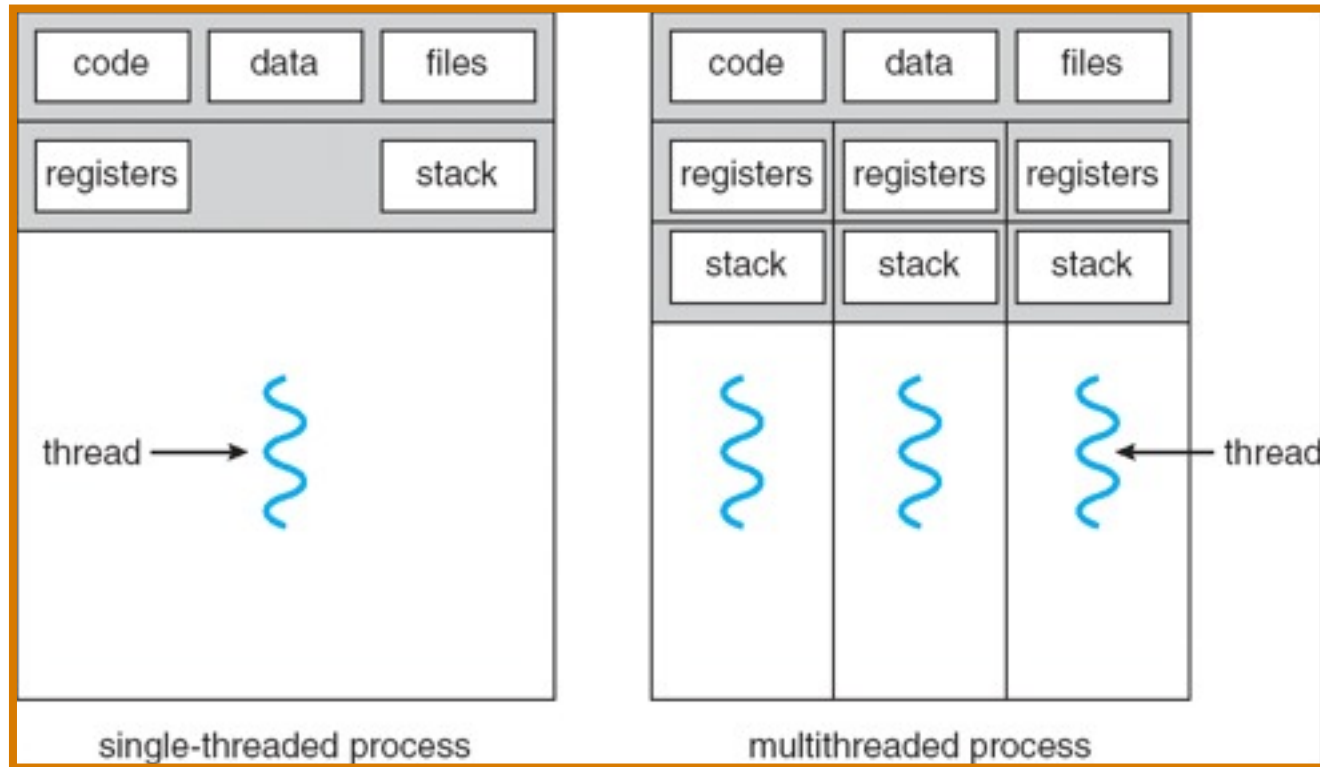 code data files code data files
registers stack registers registers registers
stack stack stack
thread thread
single-threaded process multithreaded process